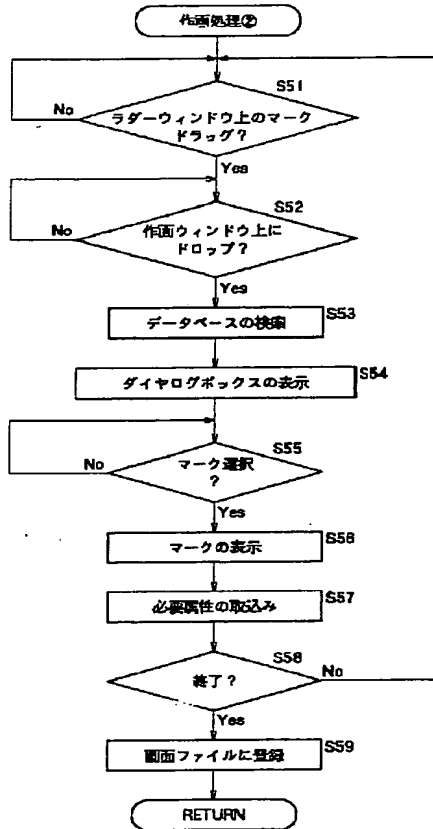 作画処理②
S51
No
ラダーウィンドウ上のマーク
ドラッグ?
Yes
S52
No
作画ウィンドウ上に
ドロップ?
Yes
S53
データベースの検索
S54
ダイヤログボックスの表示
S55
No
マーク選択
?
Yes
S56
マークの表示
S57
必要属性の取込み
S58
No
終了?
Yes
S59
画面ファイルに登録
RETURN